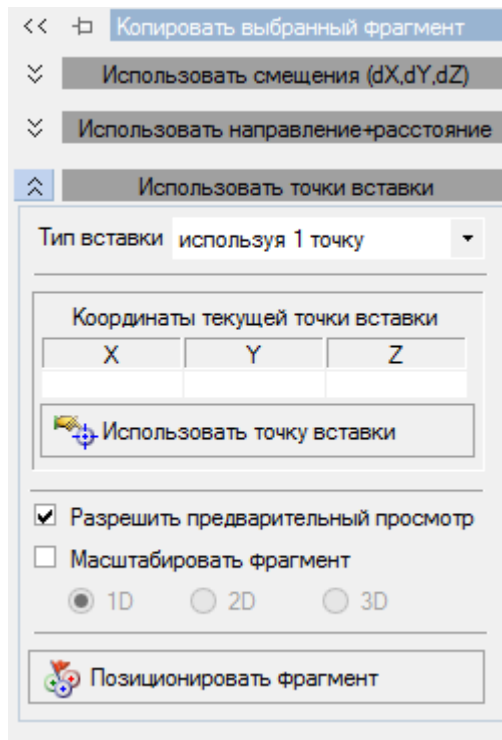 << Копировать выбранный фрагмент
Использовать смещения (dX,dY,dZ)
Использовать направление+расстояние
Использовать точки вставки
Тип вставки используя 1 точку
Координаты текущей точки вставки
X Y Z
Использовать точку вставки
Разрешить предварительный просмотр
Масштабировать фрагмент
1D 2D 3D
Позиционировать фрагмент